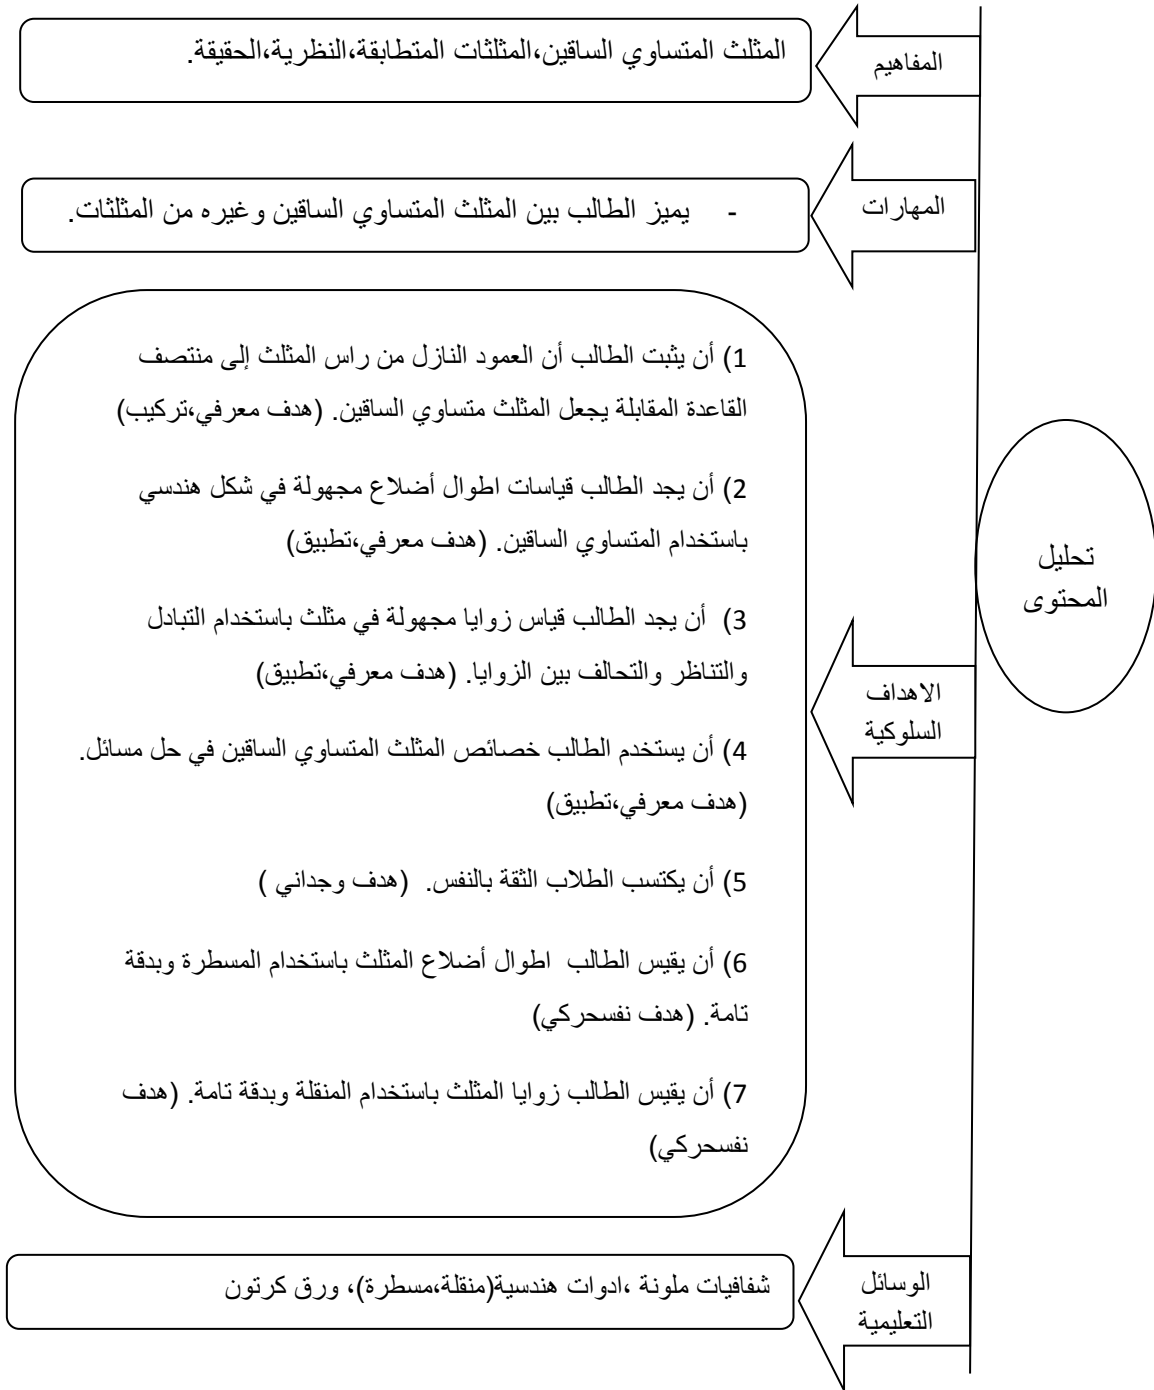 المفاهيم
المثلث المتساوي الساقين،المثلثات المتطابقة،النظرية،الحقيقة.
المهارات
- يميز الطالب بين المثلث المتساوي الساقين وغيره من المثلثات.
تحليل
المحتوى
الاهداف
السلوكية
1) أن يثبت الطالب أن العمود النازل من راس المثلث إلى منتصف
القاعدة المقابلة يجعل المثلث متساوي الساقين. (هدف معرفي،تركيب)
2) أن يجد الطالب قياسات اطوال أضلاع مجهولة في شكل هندسي
باستخدام المتساوي الساقين. (هدف معرفي،تطبيق)
3) أن يجد الطالب قياس زوايا مجهولة في مثلث باستخدام التبادل
والتناظر والتحالف بين الزوايا. (هدف معرفي،تطبيق)
4) أن يستخدم الطالب خصائص المثلث المتساوي الساقين في حل مسائل.
(هدف معرفي،تطبيق)
5) أن يكتسب الطلاب الثقة بالنفس. (هدف وجداني )
6) أن يقيس الطالب اطوال أضلاع المثلث باستخدام المسطرة وبدقة
تامة. (هدف نفسحركي)
7) أن يقيس الطالب زوايا المثلث باستخدام المنقلة وبدقة تامة. (هدف
نفسحركي)
الوسائل
التعليمية
شفافيات ملونة ،ادوات هندسية(منقلة،مسطرة)، ورق كرتون